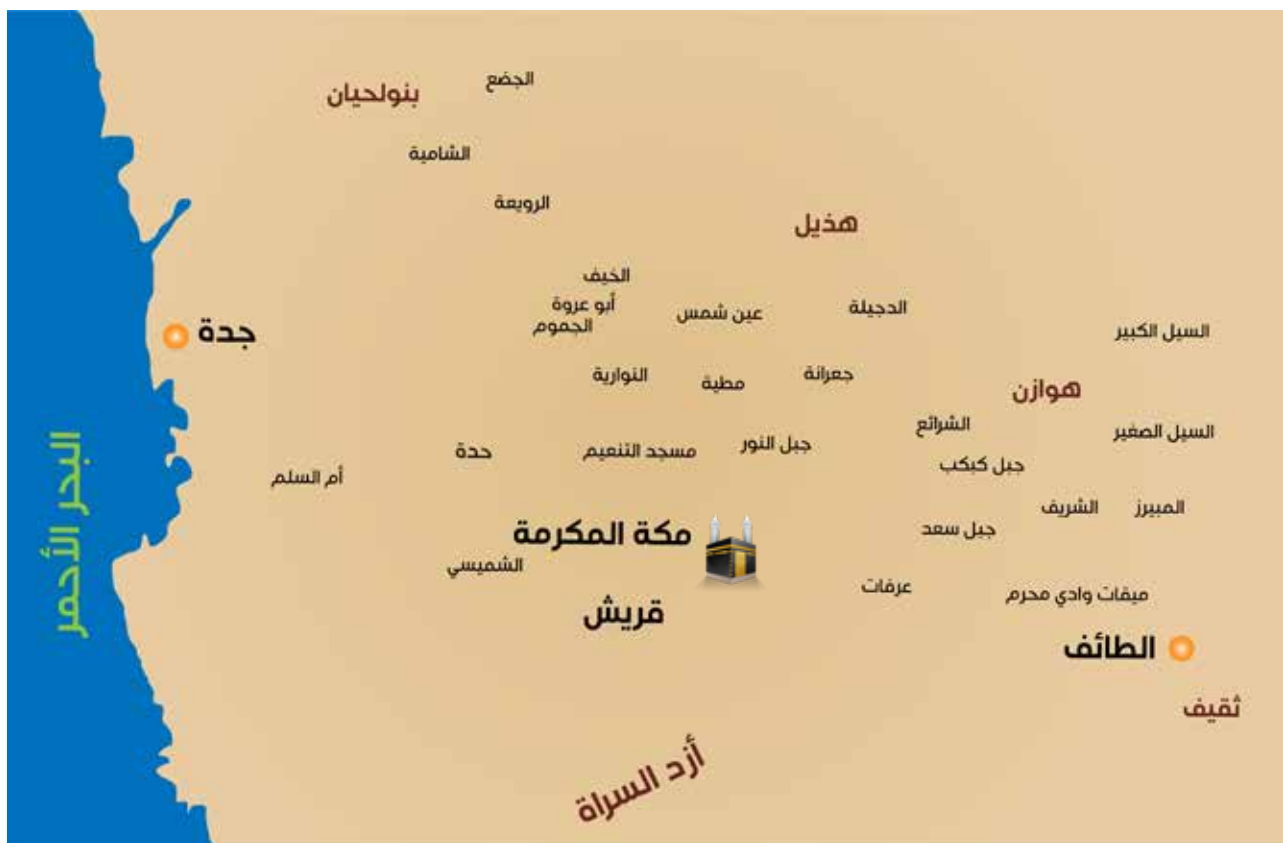 الجضع
بنولحيان
الشامية
الرويعة
هذيل
الخيف
أبو عروة
الدجيلة
عين شمس
الجموم
السيل الكبير
جدة
جعرانة
النوارية
مطية
هوازن
الشرائع
السيل الصغير
جبل النور
مسجد التنعيم
حدة
جبل كبكب
أم السلم
المبيرز
الشريف
جبل سعد
مكة المكرمة
البحر الأحمر
الشميسي
عرفات
ميقات وادي محرم
قريش
الطائف
ثقيف
أزد السراة